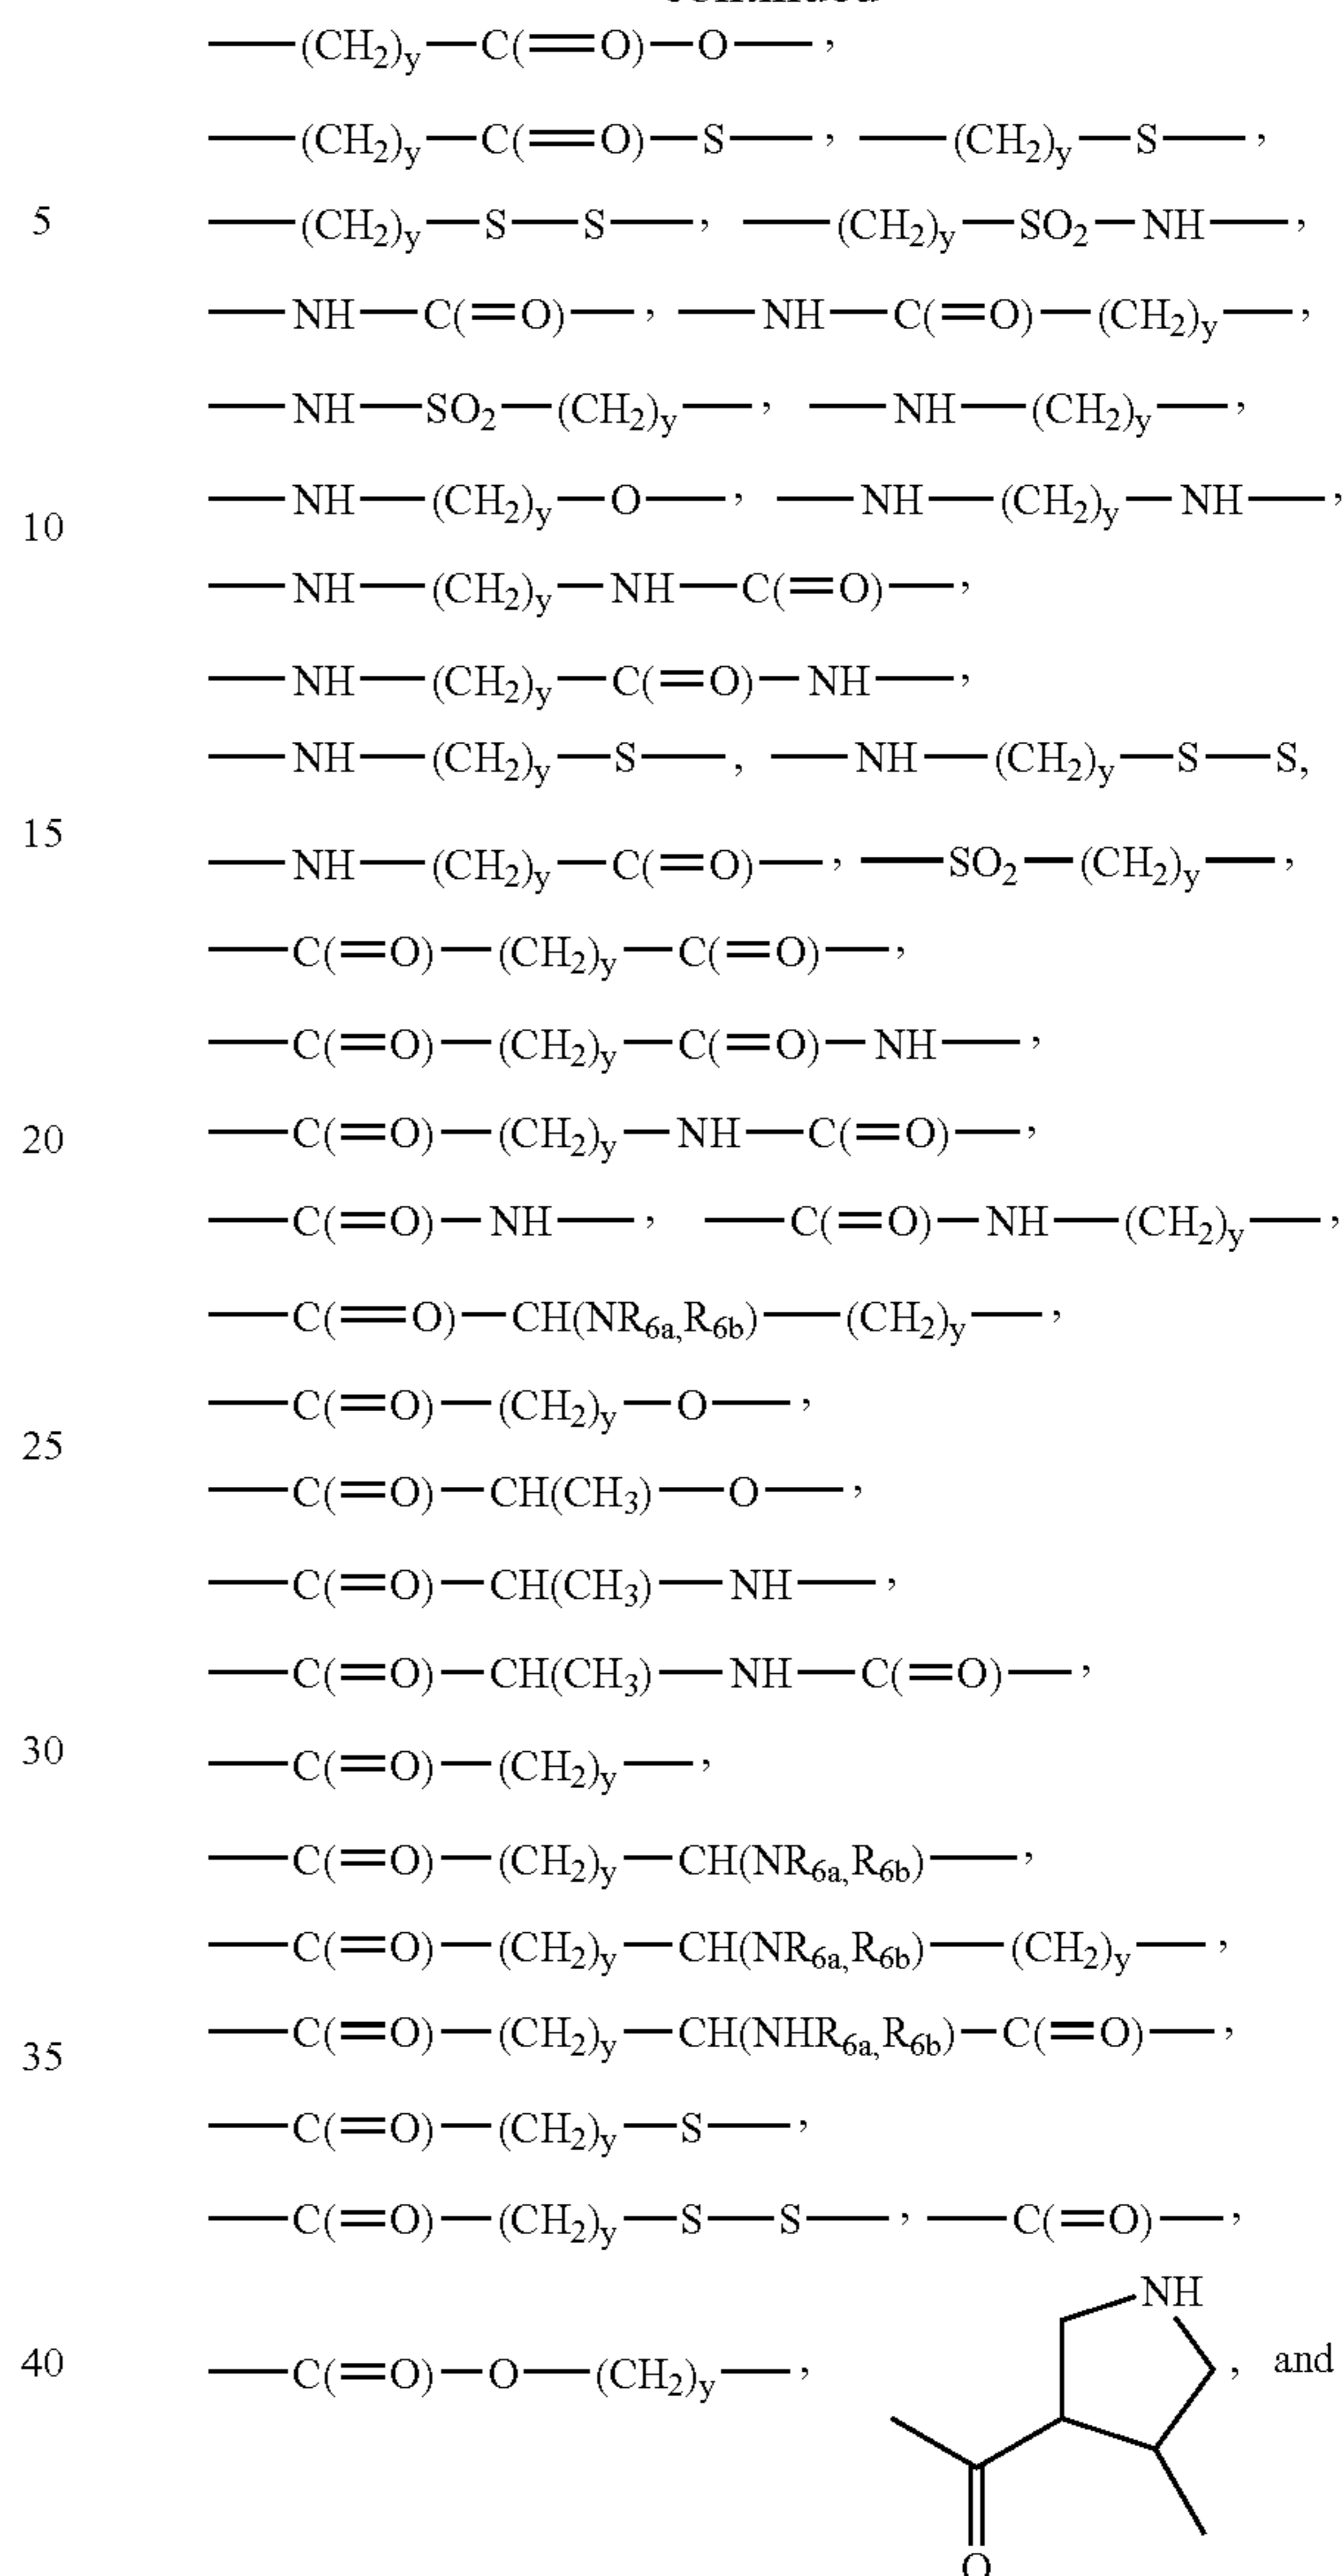 —(CH2)y—C(=O)—O—,
—(CH2)y—C(=O)—S—, —(CH2)y—S—,
5 —(CH2)y—S—S—, —(CH2)y—SO2—NH—,
—NH—C(=O)—, —NH—C(=O)—(CH2)y—,
—NH—SO2—(CH2)y—, —NH—(CH2)y—,
10 —NH—(CH2)y—O—, —NH—(CH2)y—NH—,
—NH—(CH2)y—NH—C(=O)—,
—NH—(CH2)y—C(=O)—NH—,
—NH—(CH2)y—S—, —NH—(CH2)y—S—S,
15 —NH—(CH2)y—C(=O)—, —SO2—(CH2)y—,
—C(=O)—(CH2)y—C(=O)—,
—C(=O)—(CH2)y—C(=O)—NH—,
20 —C(=O)—(CH2)y—NH—C(=O)—,
—C(=O)—NH—, —C(=O)—NH—(CH2)y—,
—C(=O)—CH(NR6a,R6b)—(CH2)y—,
25 —C(=O)—(CH2)y—O—,
—C(=O)—CH(CH3)—O—,
—C(=O)—CH(CH3)—NH—,
—C(=O)—CH(CH3)—NH—C(=O)—,
30 —C(=O)—(CH2)y—,
—C(=O)—(CH2)y—CH(NR6a,R6b)—,
—C(=O)—(CH2)y—CH(NR6a,R6b)—(CH2)y—,
35 —C(=O)—(CH2)y—CH(NHR6a,R6b)—C(=O)—,
—C(=O)—(CH2)y—S—,
—C(=O)—(CH2)y—S—S—, —C(=O)—,
NH
40 —C(=O)—O—(CH2)y—, , and
O